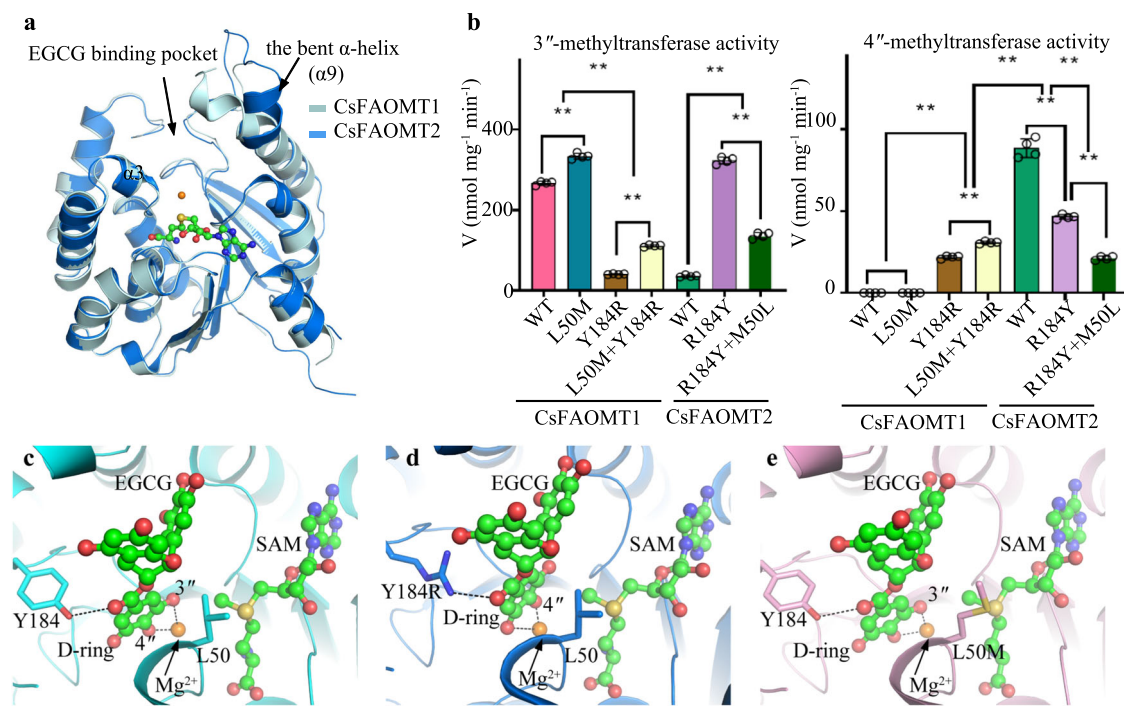 a
EGCG binding pocket
the bent α-helix
(α9)
CsFAOMT1
CsFAOMT2
α3
b
3″-methyltransferase activity
V (nmol mg⁻¹ min⁻¹)
400
200
0
**
**
**
**
**
WT
L50M
Y184R
L50M+Y184R
WT
R184Y
R184Y+M50L
CsFAOMT1
CsFAOMT2
4″-methyltransferase activity
V (nmol mg⁻¹ min⁻¹)
100
50
0
**
**
**
**
**
**
WT
L50M
Y184R
L50M+Y184R
WT
R184Y
R184Y+M50L
CsFAOMT1
CsFAOMT2
c
EGCG
SAM
3″
Y184
D-ring
4″
L50
Mg²⁺
d
EGCG
SAM
Y184R
4″
D-ring
L50
Mg²⁺
e
EGCG
SAM
3″
Y184
D-ring
L50M
Mg²⁺